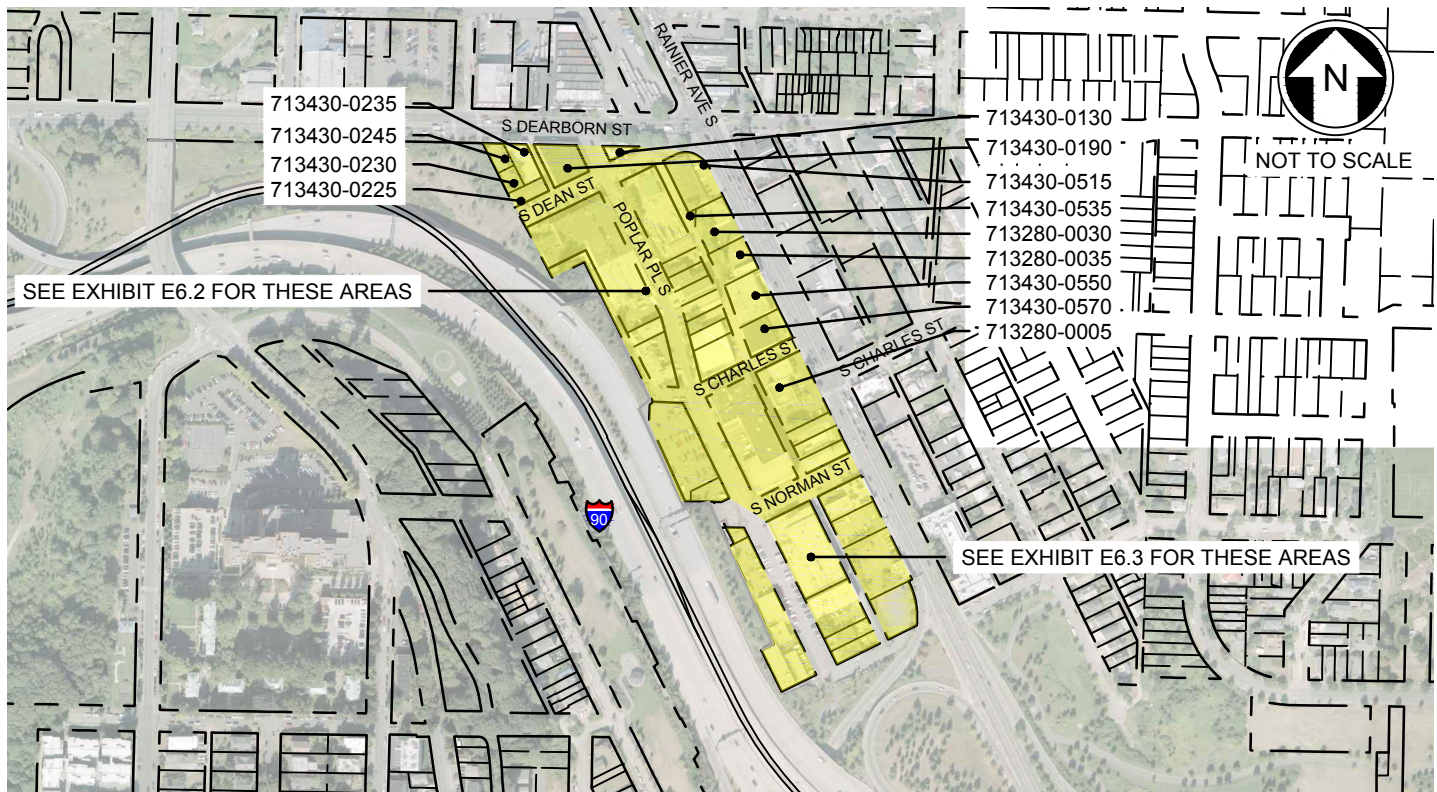 RAINIER AVE S
N
NOT TO SCALE
713430-0235
713430-0245
713430-0230
713430-0225
S DEARBORN ST
713430-0130
713430-0190
713430-0515
713430-0535
713280-0030
713280-0035
713430-0550
713430-0570
713280-0005
S DEAN ST
POPLAR PL S
SEE EXHIBIT E6.2 FOR THESE AREAS
S CHARLES ST
S CHARLES ST
S NORMAN ST
90
SEE EXHIBIT E6.3 FOR THESE AREAS